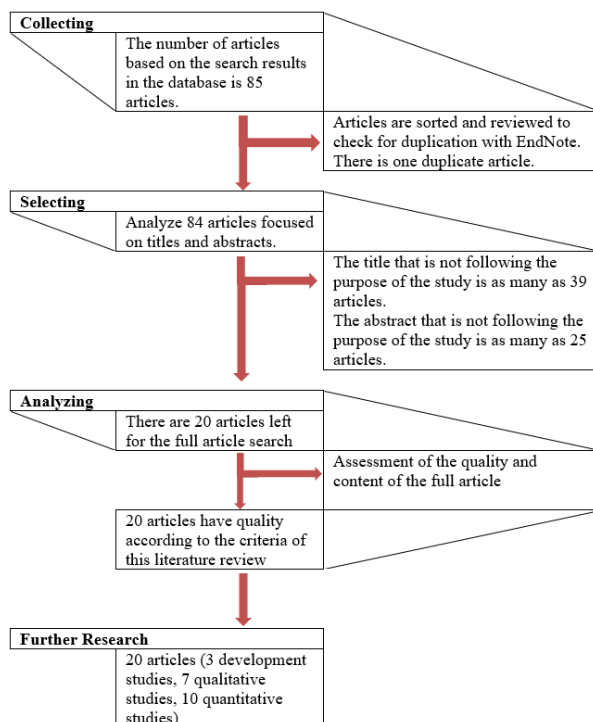 Collecting
The number of articles
based on the search results
in the database is 85
articles.
Articles are sorted and reviewed to
check for duplication with EndNote.
There is one duplicate article.
Selecting
Analyze 84 articles focused
on titles and abstracts.
The title that is not following the
purpose of the study is as many as 39
articles.
The abstract that is not following the
purpose of the study is as many as 25
articles.
Analyzing
There are 20 articles left
for the full article search
Assessment of the quality and
content of the full article
20 articles have quality
according to the criteria of
this literature review
Further Research
20 articles (3 development
studies, 7 qualitative
studies, 10 quantitative
studies)